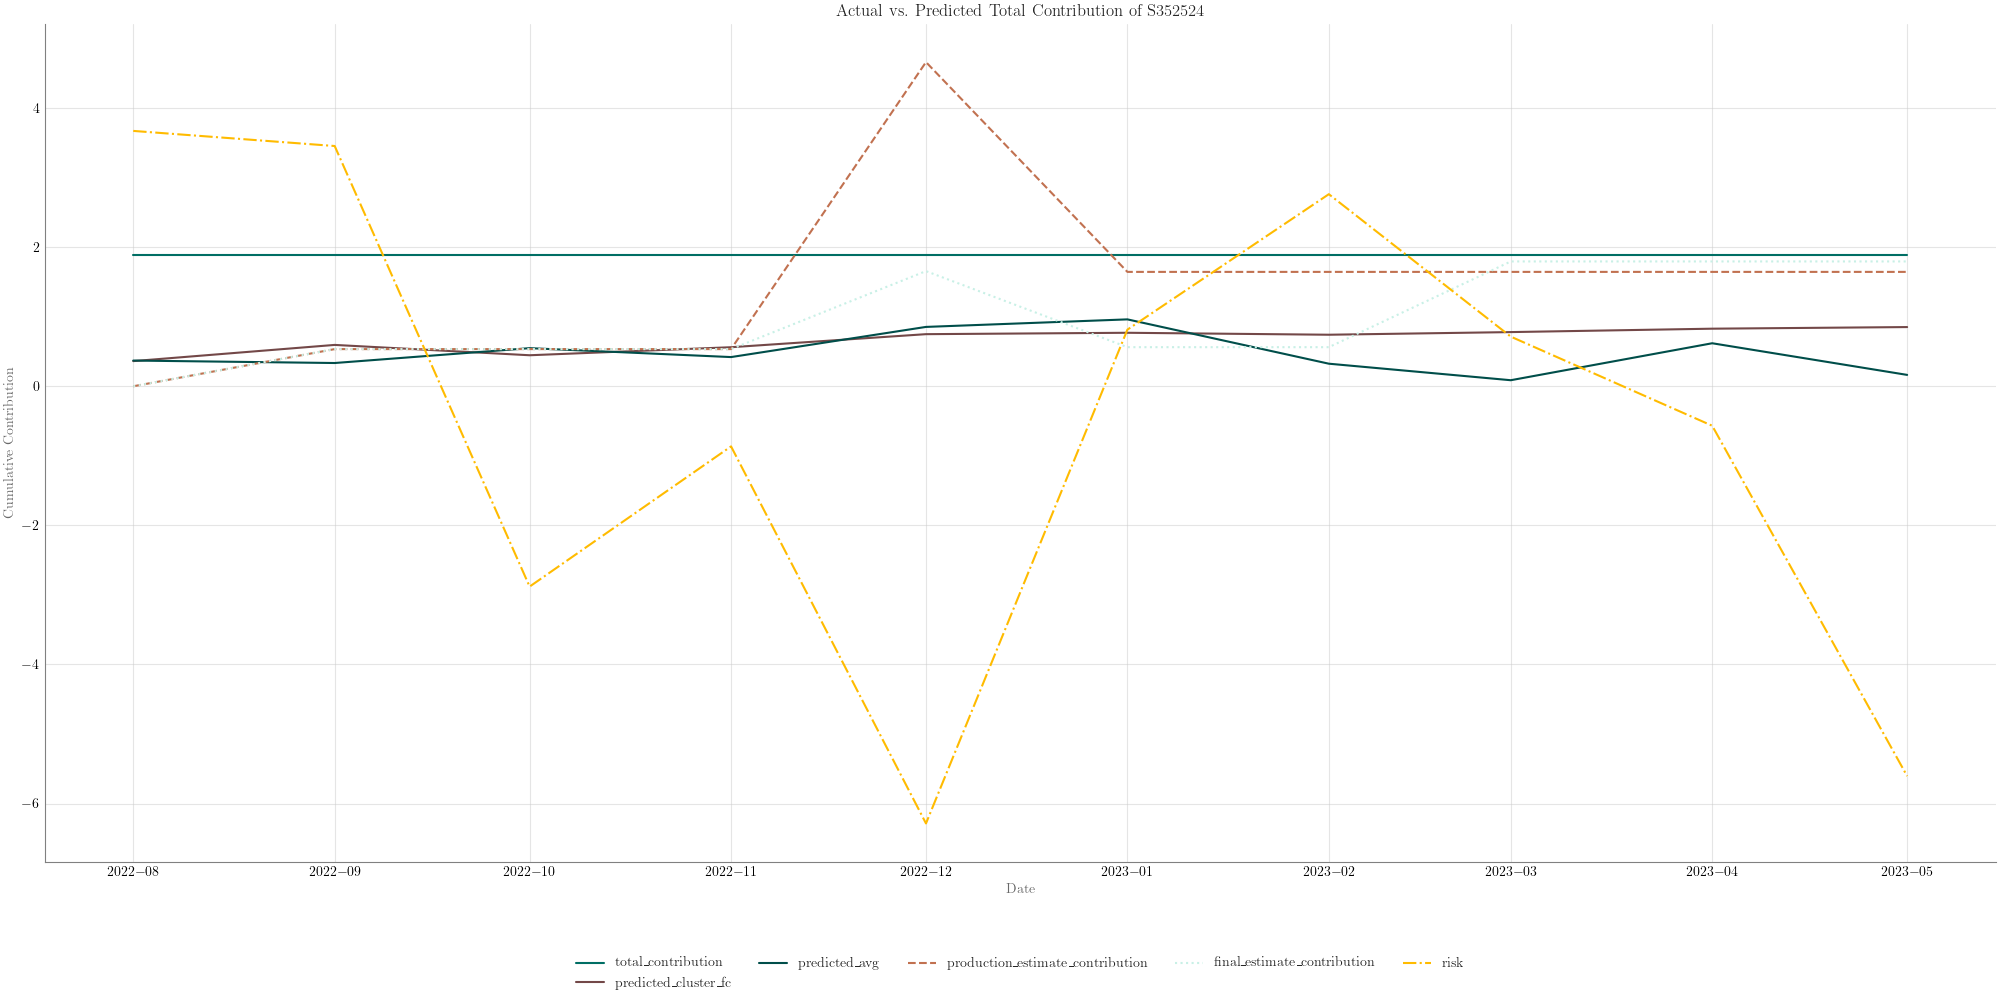 Actual vs. Predicted Total Contribution of S352524
Cumulative Contribution
4
2
0
−2
−4
−6
2022−08 2022−09 2022−10 2022−11 2022−12 2023−01 2023−02 2023−03 2023−04 2023−05
Date
total_contribution predicted_avg production_estimate_contribution final_estimate_contribution risk
predicted_cluster_fc